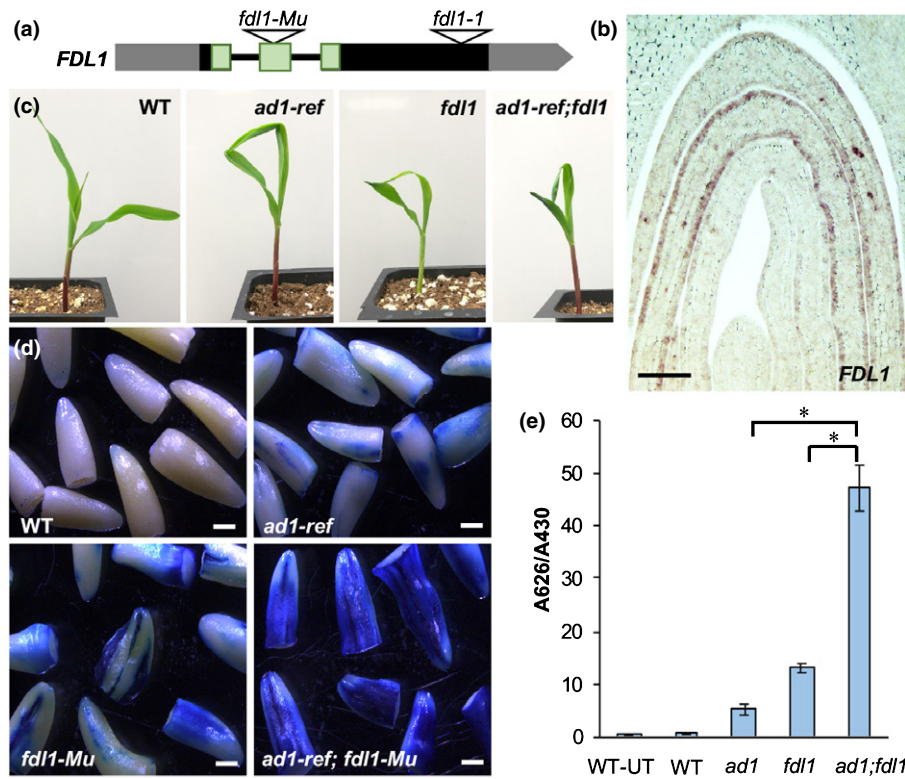 (a)
fdl1-Mu
fdl1-1
FDL1
(b)
FDL1
(c)
WT
ad1-ref
fdl1
ad1-ref;fdl1
(d)
WT
ad1-ref
fdl1-Mu
ad1-ref; fdl1-Mu
(e)
A626/A430
60
50
40
30
20
10
0
*
*
WT-UT
WT
ad1
fdl1
ad1;fdl1